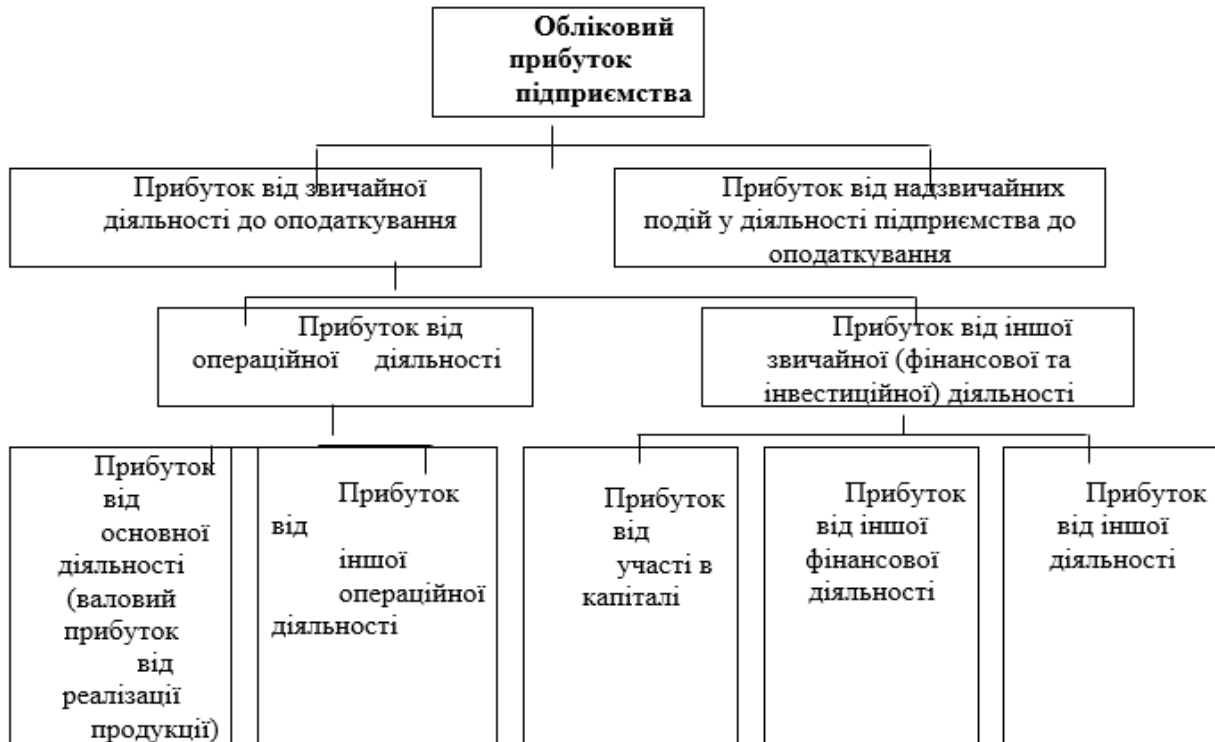 Обліковий
прибуток
підприємства
Прибуток від звичайної
діяльності до оподаткування
Прибуток від надзвичайних
подій у діяльності підприємства до
оподаткування
Прибуток від
операційної діяльності
Прибуток від іншої
звичайної (фінансової та
інвестиційної) діяльності
Прибуток
від
основної
діяльності
(валовий
прибуток
від
реалізації
продукції)
Прибуток
від
іншої
операційної
діяльності
Прибуток
від
участі в
капіталі
Прибуток
від іншої
фінансової
діяльності
Прибуток
від іншої
діяльності